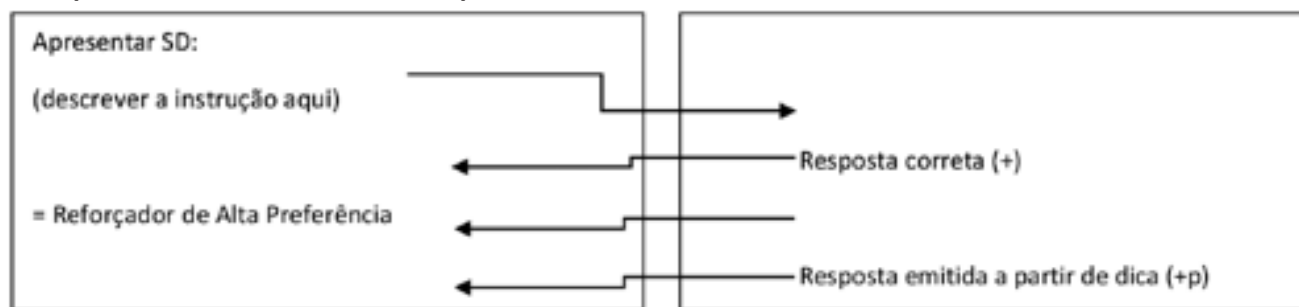 Apresentar SD:
(descrever a instrução aqui)
Resposta correta (+)
= Reforçador de Alta Preferência
Resposta emitida a partir de dica (+p)